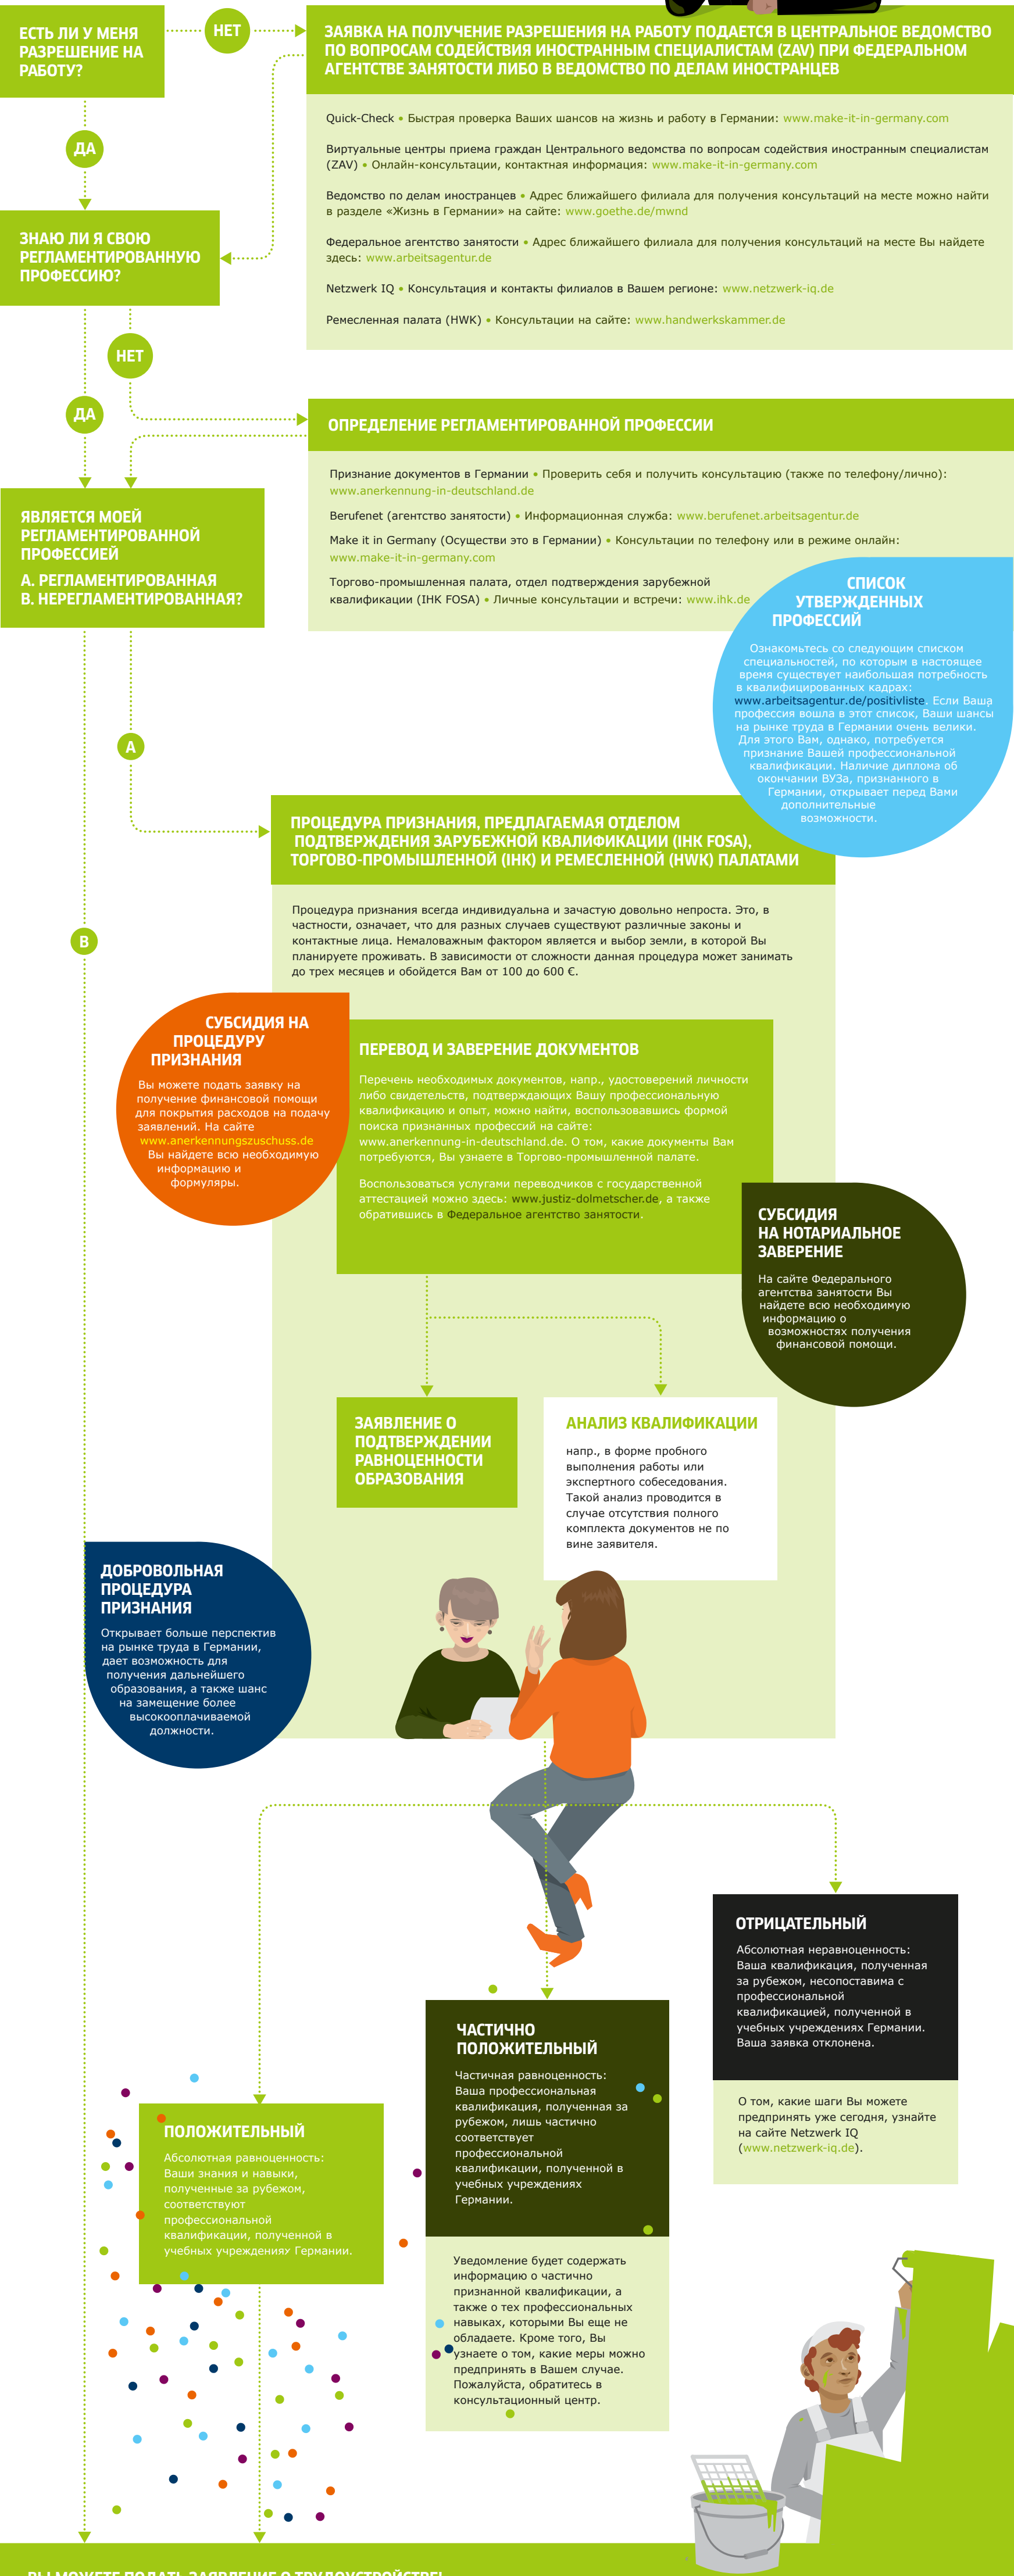 ЕСТЬ ЛИ У МЕНЯ
РАЗРЕШЕНИЕ НА
РАБОТУ?
НЕТ
ДА
ЗАЯВКА НА ПОЛУЧЕНИЕ РАЗРЕШЕНИЯ НА РАБОТУ ПОДАЕТСЯ В ЦЕНТРАЛЬНОЕ ВЕДОМСТВО
ПО ВОПРОСАМ СОДЕЙСТВИЯ ИНОСТРАННЫМ СПЕЦИАЛИСТАМ (ZAV) ПРИ ФЕДЕРАЛЬНОМ
АГЕНТСТВЕ ЗАНЯТОСТИ ЛИБО В ВЕДОМСТВО ПО ДЕЛАМ ИНОСТРАНЦЕВ
Quick-Check • Быстрая проверка Ваших шансов на жизнь и работу в Германии: www.make-it-in-germany.com
Виртуальные центры приема граждан Центрального ведомства по вопросам содействия иностранным специалистам
(ZAV) • Онлайн-консультации, контактная информация: www.make-it-in-germany.com
Ведомство по делам иностранцев • Адрес ближайшего филиала для получения консультаций на месте можно найти
в разделе «Жизнь в Германии» на сайте: www.goethe.de/mwnd
Федеральное агентство занятости • Адрес ближайшего филиала для получения консультаций на месте Вы найдете
здесь: www.arbeitsagentur.de
Netzwerk IQ • Консультация и контакты филиалов в Вашем регионе: www.netzwerk-iq.de
Ремесленная палата (HWK) • Консультации на сайте: www.handwerkskammer.de
ЗНАЮ ЛИ Я СВОЮ
РЕГЛАМЕНТИРОВАННУЮ
ПРОФЕССИЮ?
НЕТ
ДА
ОПРЕДЕЛЕНИЕ РЕГЛАМЕНТИРОВАННОЙ ПРОФЕССИИ
Признание документов в Германии • Проверить себя и получить консультацию (также по телефону/лично):
www.anerkennung-in-deutschland.de
Berufenet (агентство занятости) • Информационная служба: www.berufenet.arbeitsagentur.de
Make it in Germany (Осуществи это в Германии) • Консультации по телефону или в режиме онлайн:
www.make-it-in-germany.com
Торгово-промышленная палата, отдел подтверждения зарубежной
квалификации (IHK FOSA) • Личные консультации и встречи: www.ihk.de
ЯВЛЯЕТСЯ МОЕЙ
РЕГЛАМЕНТИРОВАННОЙ
ПРОФЕССИЕЙ
A. РЕГЛАМЕНТИРОВАННАЯ
B. НЕРЕГЛАМЕНТИРОВАННАЯ?
СПИСОК
УТВЕРЖДЕННЫХ
ПРОФЕССИЙ
Ознакомьтесь со следующим списком
специальностей, по которым в настоящее
время существует наибольшая потребность
в квалифицированных кадрах:
www.arbeitsagentur.de/positivliste. Если Ваша
профессия вошла в этот список, Ваши шансы
на рынке труда в Германии очень велики.
Для этого Вам, однако, потребуется
признание Вашей профессиональной
квалификации. Наличие диплома об
окончании ВУЗа, признанного в
Германии, открывает перед Вами
дополнительные
возможности.
A
B
ПРОЦЕДУРА ПРИЗНАНИЯ, ПРЕДЛАГАЕМАЯ ОТДЕЛОМ
ПОДТВЕРЖДЕНИЯ ЗАРУБЕЖНОЙ КВАЛИФИКАЦИИ (IHK FOSA),
ТОРГОВО-ПРОМЫШЛЕННОЙ (IHK) И РЕМЕСЛЕННОЙ (HWK) ПАЛАТАМИ
Процедура признания всегда индивидуальна и зачастую довольно непроста. Это, в
частности, означает, что для разных случаев существуют различные законы и
контактные лица. Немаловажным фактором является и выбор земли, в которой Вы
планируете проживать. В зависимости от сложности данная процедура может занимать
до трех месяцев и обойдется Вам от 100 до 600 €.
СУБСИДИЯ НА
ПРОЦЕДУРУ
ПРИЗНАНИЯ
Вы можете подать заявку на
получение финансовой помощи
для покрытия расходов на подачу
заявлений. На сайте
www.anerkennungszuschuss.de
Вы найдете всю необходимую
информацию и
формуляры.
ПЕРЕВОД И ЗАВЕРЕНИЕ ДОКУМЕНТОВ
Перечень необходимых документов, напр., удостоверений личности
либо свидетельств, подтверждающих Вашу профессиональную
квалификацию и опыт, можно найти, воспользовавшись формой
поиска признанных профессий на сайте:
www.anerkennung-in-deutschland.de. О том, какие документы Вам
потребуются, Вы узнаете в Торгово-промышленной палате.
Воспользоваться услугами переводчиков с государственной
аттестацией можно здесь: www.justiz-dolmetscher.de, а также
обратившись в Федеральное агентство занятости.
СУБСИДИЯ
НА НОТАРИАЛЬНОЕ
ЗАВЕРЕНИЕ
На сайте Федерального
агентства занятости Вы
найдете всю необходимую
информацию о
возможностях получения
финансовой помощи.
ЗАЯВЛЕНИЕ О
ПОДТВЕРЖДЕНИИ
РАВНОЦЕННОСТИ
ОБРАЗОВАНИЯ
АНАЛИЗ КВАЛИФИКАЦИИ
напр., в форме пробного
выполнения работы или
экспертного собеседования.
Такой анализ проводится в
случае отсутствия полного
комплекта документов не по
вине заявителя.
ДОБРОВОЛЬНАЯ
ПРОЦЕДУРА
ПРИЗНАНИЯ
Открывает больше перспектив
на рынке труда в Германии,
дает возможность для
получения дальнейшего
образования, а также шанс
на замещение более
высокооплачиваемой
должности.
ОТРИЦАТЕЛЬНЫЙ
Абсолютная неравноценность:
Ваша квалификация, полученная
за рубежом, несопоставима с
профессиональной
квалификацией, полученной в
учебных учреждениях Германии.
Ваша заявка отклонена.
О том, какие шаги Вы можете
предпринять уже сегодня, узнайте
на сайте Netzwerk IQ
(www.netzwerk-iq.de).
ЧАСТИЧНО
ПОЛОЖИТЕЛЬНЫЙ
Частичная равноценность:
Ваша профессиональная
квалификация, полученная за
рубежом, лишь частично
соответствует
профессиональной
квалификации, полученной в
учебных учреждениях
Германии.
Уведомление будет содержать
информацию о частично
признанной квалификации, а
также о тех профессиональных
навыках, которыми Вы еще не
обладаете. Кроме того, Вы
узнаете о том, какие меры можно
предпринять в Вашем случае.
Пожалуйста, обратитесь в
консультационный центр.
ПОЛОЖИТЕЛЬНЫЙ
Абсолютная равноценность:
Ваши знания и навыки,
полученные за рубежом,
соответствуют
профессиональной
квалификации, полученной в
учебных учреждениях Германии.
ВЫ МОЖЕТЕ ПОДАТЬ ЗАЯВЛЕНИЕ О ТРУДОУСТРОЙСТВЕ!